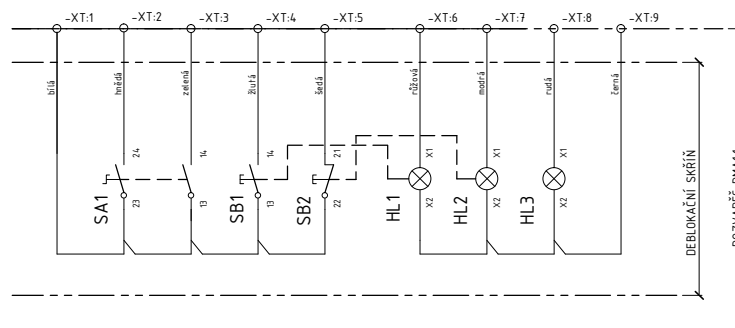 -XT:1
-XT:2
-XT:3
-XT:4
-XT:5
-XT:6
-XT:7
-XT:8
-XT:9
bílá
hnědá
zelená
žlutá
šedá
růžová
modrá
rudá
černá
24
14
14
21
X1
X1
X1
SA1
SB1
SB2
HL1
HL2
HL3
23
13
13
22
X2
X2
X2
DEBLOKAČNÍ SKŘÍŇ